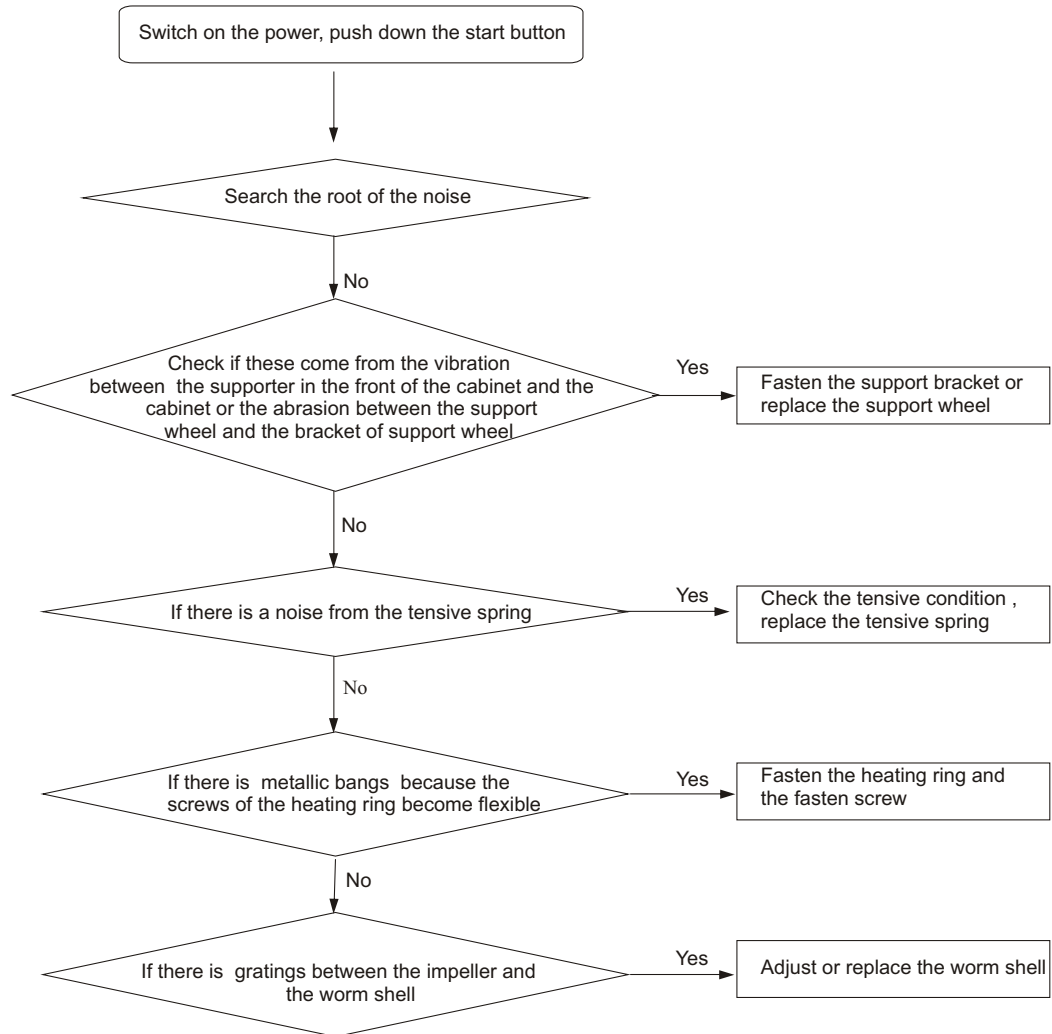 Switch on the power, push down the start button
Search the root of the noise
No
Check if these come from the vibration
between the supporter in the front of the cabinet and the
cabinet or the abrasion between the support
wheel and the bracket of support wheel
Yes
Fasten the support bracket or
replace the support wheel
No
If there is a noise from the tensive spring
Yes
Check the tensive condition ,
replace the tensive spring
No
If there is metallic bangs because the
screws of the heating ring become flexible
Yes
Fasten the heating ring and
the fasten screw
No
If there is gratings between the impeller and
the worm shell
Yes
Adjust or replace the worm shell